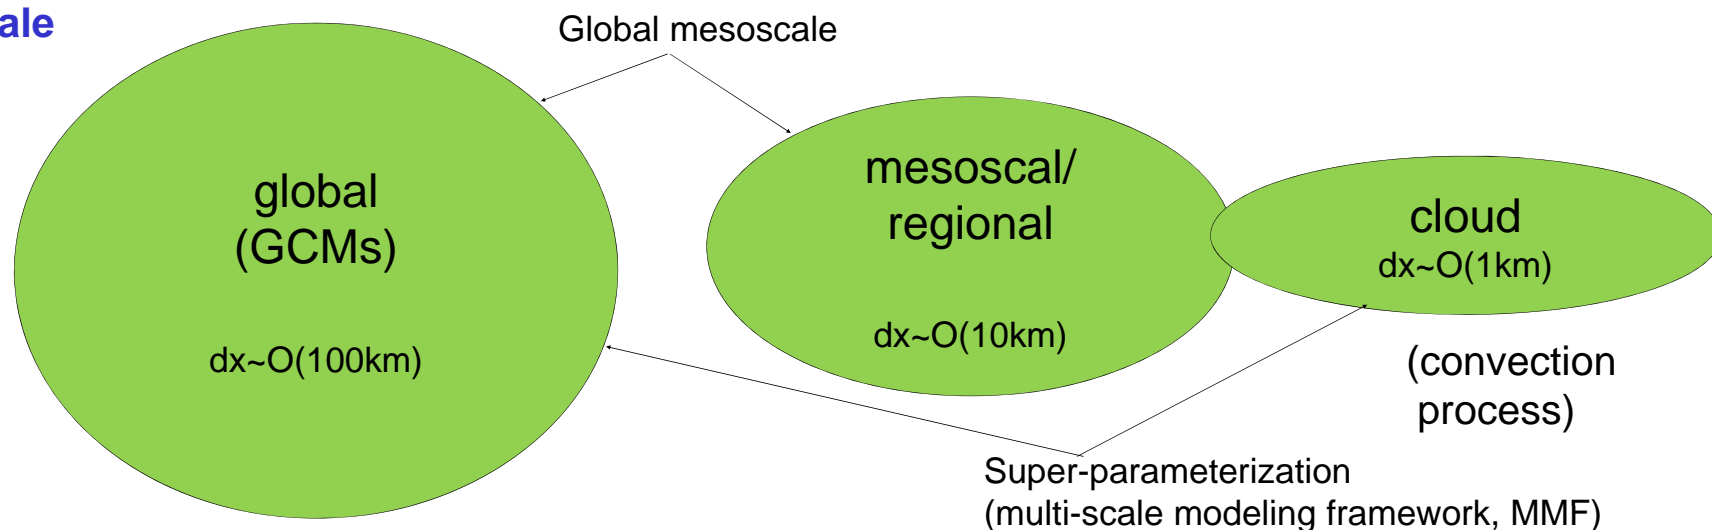 ale
Global mesoscale
global
(GCMs)
dx~O(100km)
mesoscal/
regional
dx~O(10km)
cloud
dx~O(1km)
(convection
process)
Super-parameterization
(multi-scale modeling framework, MMF)